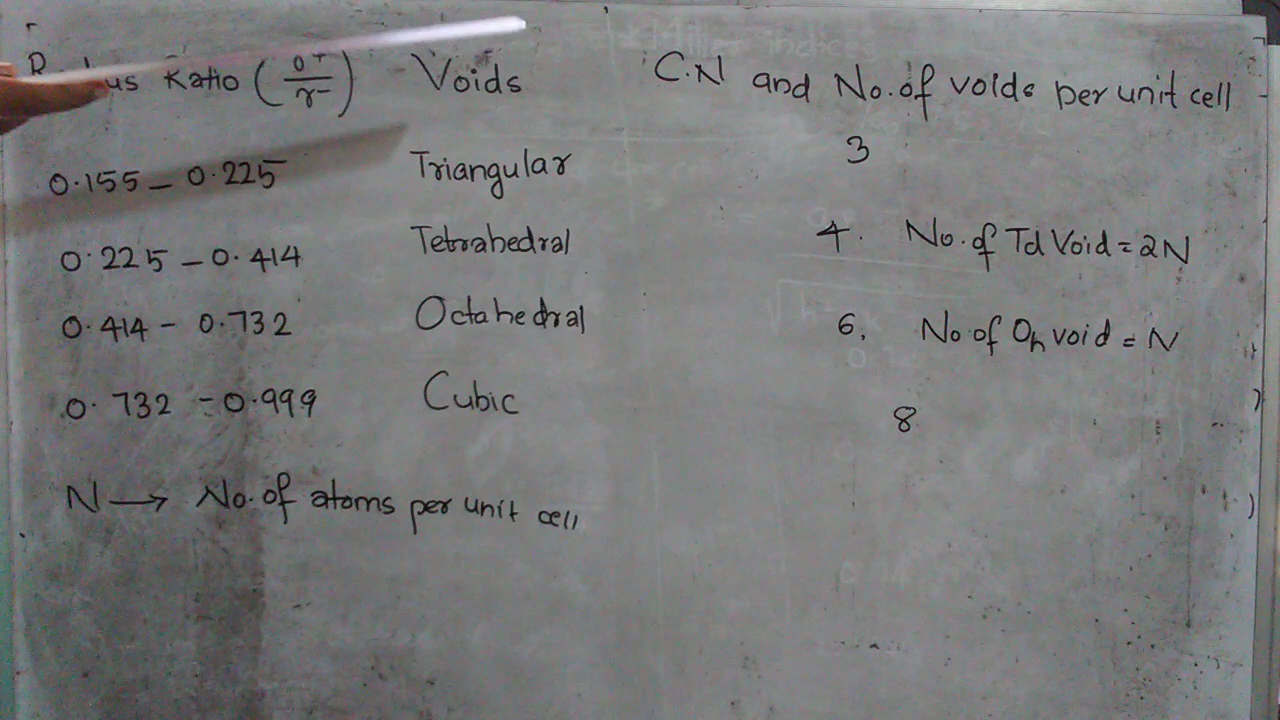 Ratio ( r+ / r- ) Voids C.N and No. of voids per unit cell
0.155 - 0.225 Triangular 3
0.225 - 0.414 Tetrahedral 4. No. of Td Void = 2N
0.414 - 0.732 Octahedral 6. No of Oh void = N
0.732 - 0.999 Cubic 8
N → No. of atoms per unit cell